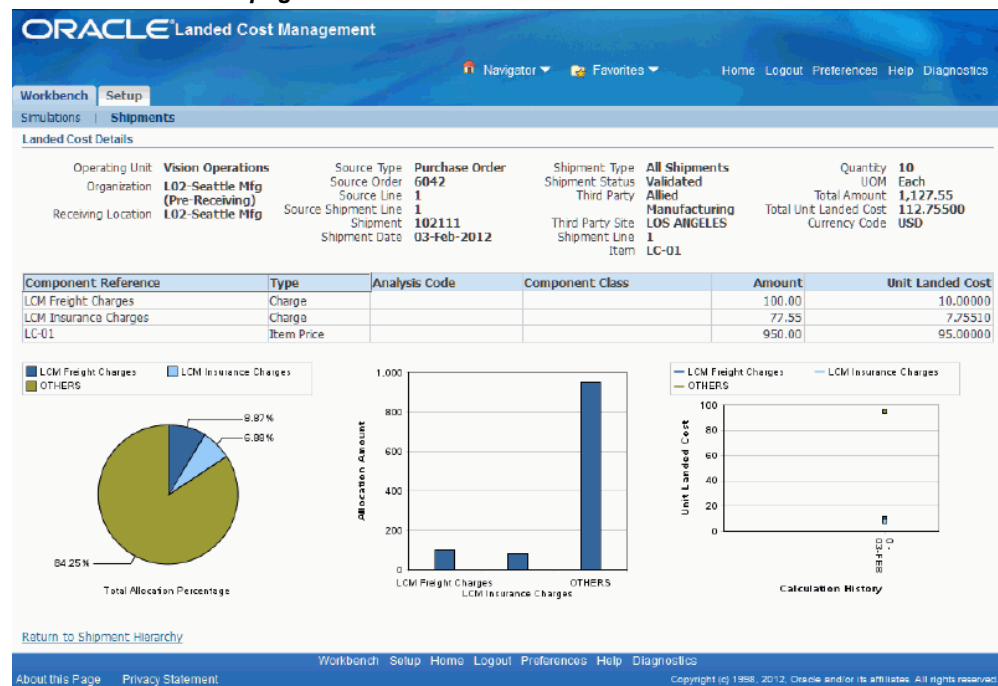 ORACLE Landed Cost Management
Navigator Favorites Home Logout Preferences Help Diagnostics
Workbench Setup
Simulations | Shipments
Landed Cost Details
Operating Unit Vision Operations
Organization L02-Seattle Mfg
(Pre-Receiving)
Receiving Location L02-Seattle Mfg
Source Type Purchase Order
Source Order 6042
Source Line 1
Source Shipment Line 1
Shipment 102111
Shipment Date 03-Feb-2012
Shipment Type All Shipments
Shipment Status Validated
Third Party Allied
Manufacturing
Third Party Site LOS ANGELES
Shipment Line 1
Item LC-01
Quantity 10
UOM Each
Total Amount 1,127.55
Total Unit Landed Cost 112.75500
Currency Code USD
Component Reference Type Analysis Code Component Class Amount Unit Landed Cost
LCM Freight Charges Charge 100.00 10.00000
LCM Insurance Charges Charge 77.55 7.75510
LC-01 Item Price 950.00 95.00000
LCM Freight Charges LCM Insurance Charges
OTHERS
8.87%
6.88%
84.25%
Total Allocation Percentage
Allocation Amount
1,000
800
600
400
200
0
LCM Freight Charges OTHERS
LCM Insurance Charges
LCM Freight Charges LCM Insurance Charges
OTHERS
Unit Landed Cost
100
80
60
40
20
0
0 -
03-FEB
Calculation History
Return to Shipment Hierarchy
Workbench Setup Home Logout Preferences Help Diagnostics
About this Page Privacy Statement Copyright (c) 1998, 2012, Oracle and/or its affiliates. All rights reserved.